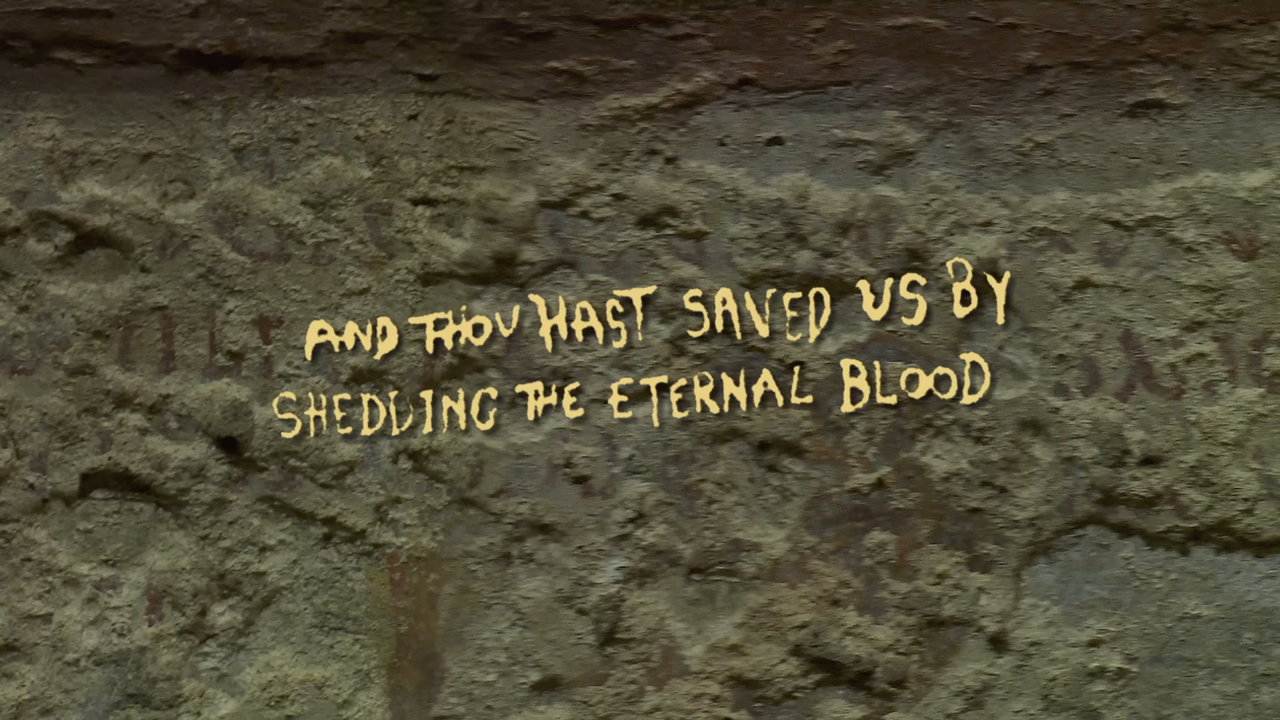 AND THOU HAST SAVED US BY
SHEDDING THE ETERNAL BLOOD